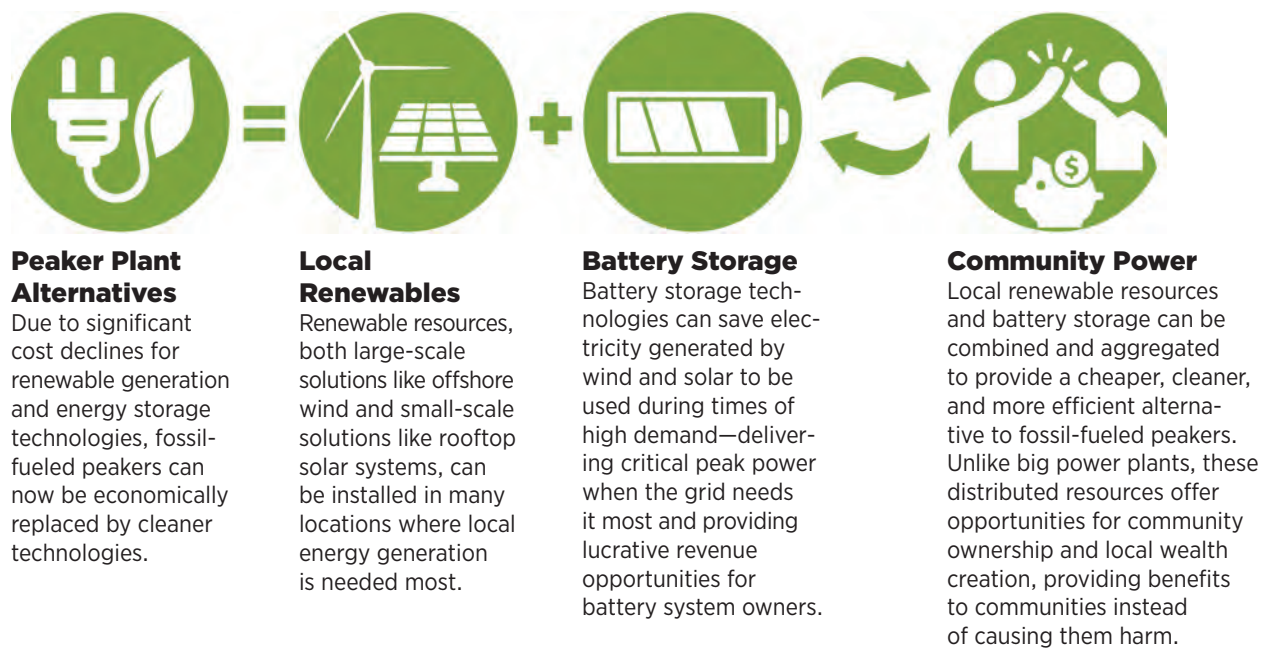 Peaker Plant
Alternatives
Due to significant
cost declines for
renewable generation
and energy storage
technologies, fossil-
fueled peakers can
now be economically
replaced by cleaner
technologies.
Local
Renewables
Renewable resources,
both large-scale
solutions like offshore
wind and small-scale
solutions like rooftop
solar systems, can
be installed in many
locations where local
energy generation
is needed most.
Battery Storage
Battery storage tech-
nologies can save elec-
tricity generated by
wind and solar to be
used during times of
high demand—deliver-
ing critical peak power
when the grid needs
it most and providing
lucrative revenue
opportunities for
battery system owners.
$
Community Power
Local renewable resources
and battery storage can be
combined and aggregated
to provide a cheaper, cleaner,
and more efficient alterna-
tive to fossil-fueled peakers.
Unlike big power plants, these
distributed resources offer
opportunities for community
ownership and local wealth
creation, providing benefits
to communities instead
of causing them harm.